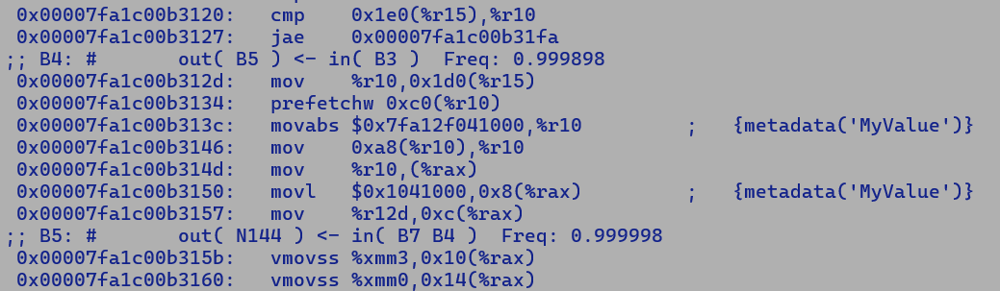 0x00007fa1c00b3120: cmp 0x1e0(%r15),%r10
0x00007fa1c00b3127: jae 0x00007fa1c00b31fa
;; B4: # out( B5 ) <- in( B3 ) Freq: 0.999898
0x00007fa1c00b312d: mov %r10,0x1d0(%r15)
0x00007fa1c00b3134: prefetchw 0xc0(%r10)
0x00007fa1c00b313c: movabs $0x7fa12f041000,%r10 ; {metadata('MyValue')}
0x00007fa1c00b3146: mov 0xa8(%r10),%r10
0x00007fa1c00b314d: mov %r10,(%rax)
0x00007fa1c00b3150: movl $0x1041000,0x8(%rax) ; {metadata('MyValue')}
0x00007fa1c00b3157: mov %r12d,0xc(%rax)
;; B5: # out( N144 ) <- in( B7 B4 ) Freq: 0.999998
0x00007fa1c00b315b: vmovss %xmm3,0x10(%rax)
0x00007fa1c00b3160: vmovss %xmm0,0x14(%rax)